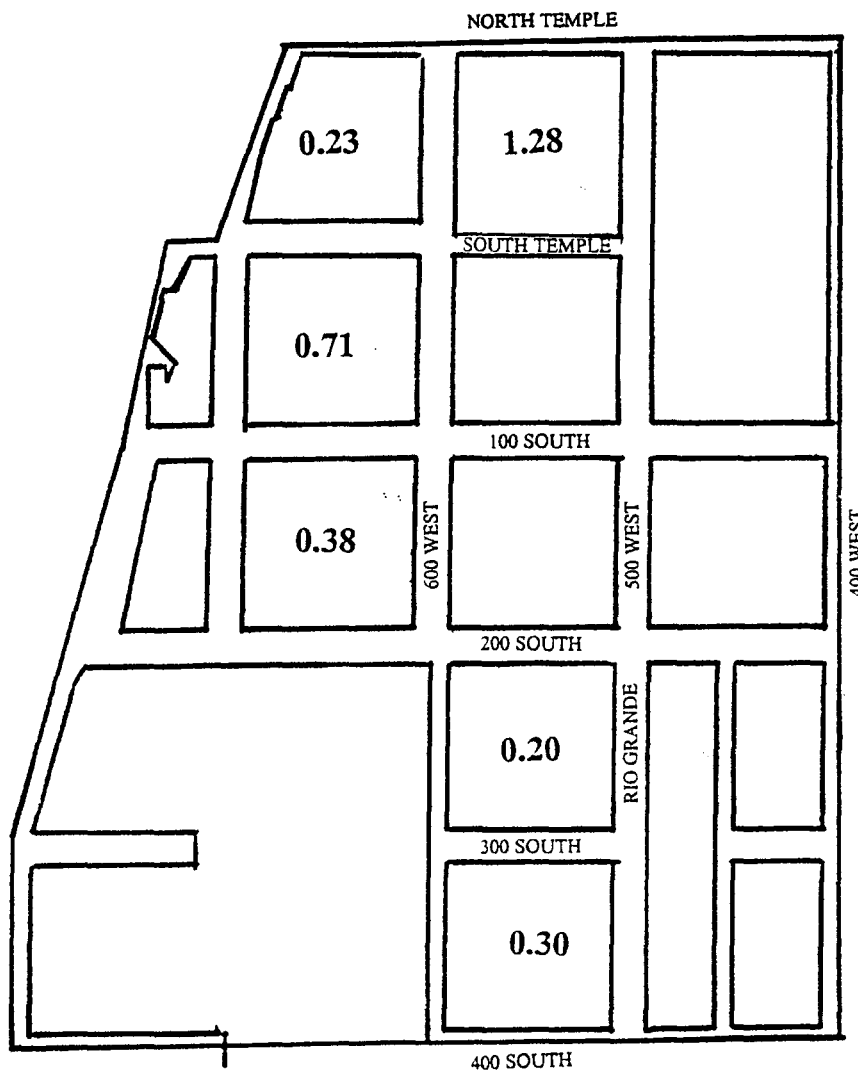 NORTH TEMPLE
0.23
1.28
SOUTH TEMPLE
0.71
100 SOUTH
0.38
600 WEST
500 WEST
400 WEST
200 SOUTH
0.20
RIO GRANDE
300 SOUTH
0.30
400 SOUTH